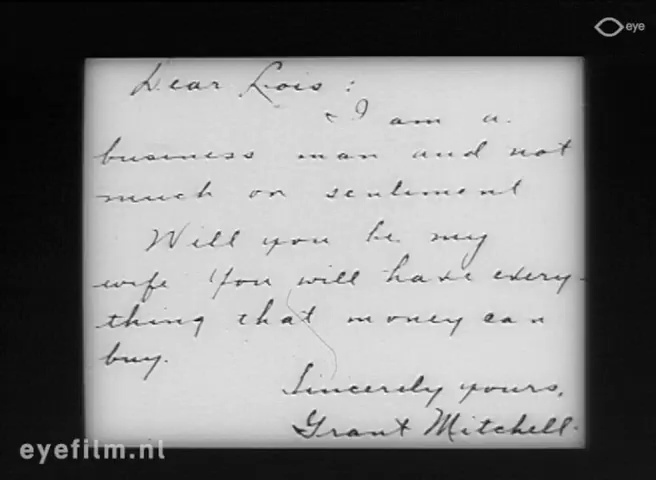 eye
Dear Lois :
I am a
business man and not
much on sentiment
Will you be my
wife You will have every-
thing that money can
buy.
Sincerely yours,
Grant Mitchell.
eyefilm.nl